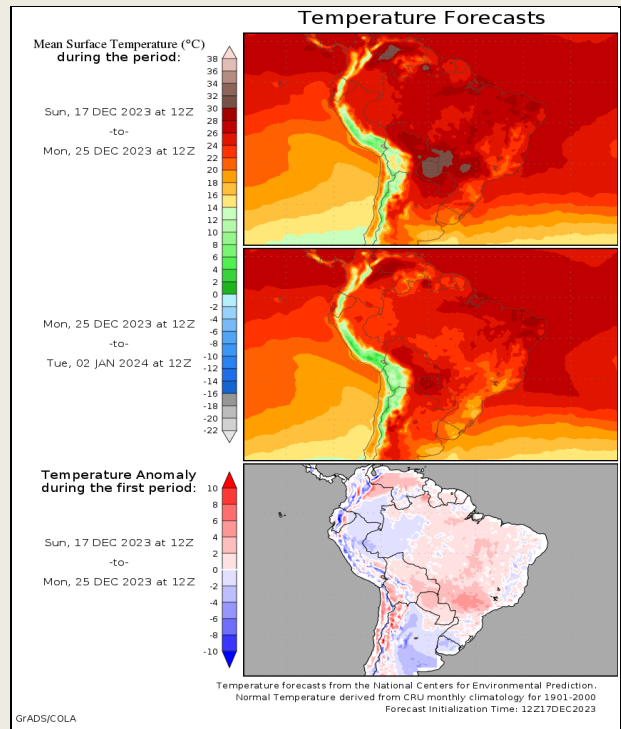 Temperature Forecasts
Mean Surface Temperature (°C)
during the period:
Sun, 17 DEC 2023 at 12Z
-to-
Mon, 25 DEC 2023 at 12Z
38
36
34
32
30
28
26
24
22
20
18
16
14
12
10
8
6
4
2
0
-2
-4
-6
-8
-10
-12
-14
-16
-18
-20
-22
Mon, 25 DEC 2023 at 12Z
-to-
Tue, 02 JAN 2024 at 12Z
Temperature Anomaly
during the first period:
Sun, 17 DEC 2023 at 12Z
-to-
Mon, 25 DEC 2023 at 12Z
10
8
6
4
2
0
-2
-4
-6
-8
-10
Temperature forecasts from the National Centers for Environmental Prediction.
Normal Temperature derived from CRU monthly climatology for 1901-2000
Forecast Initialization Time: 12Z17DEC2023
GrADS/COLA